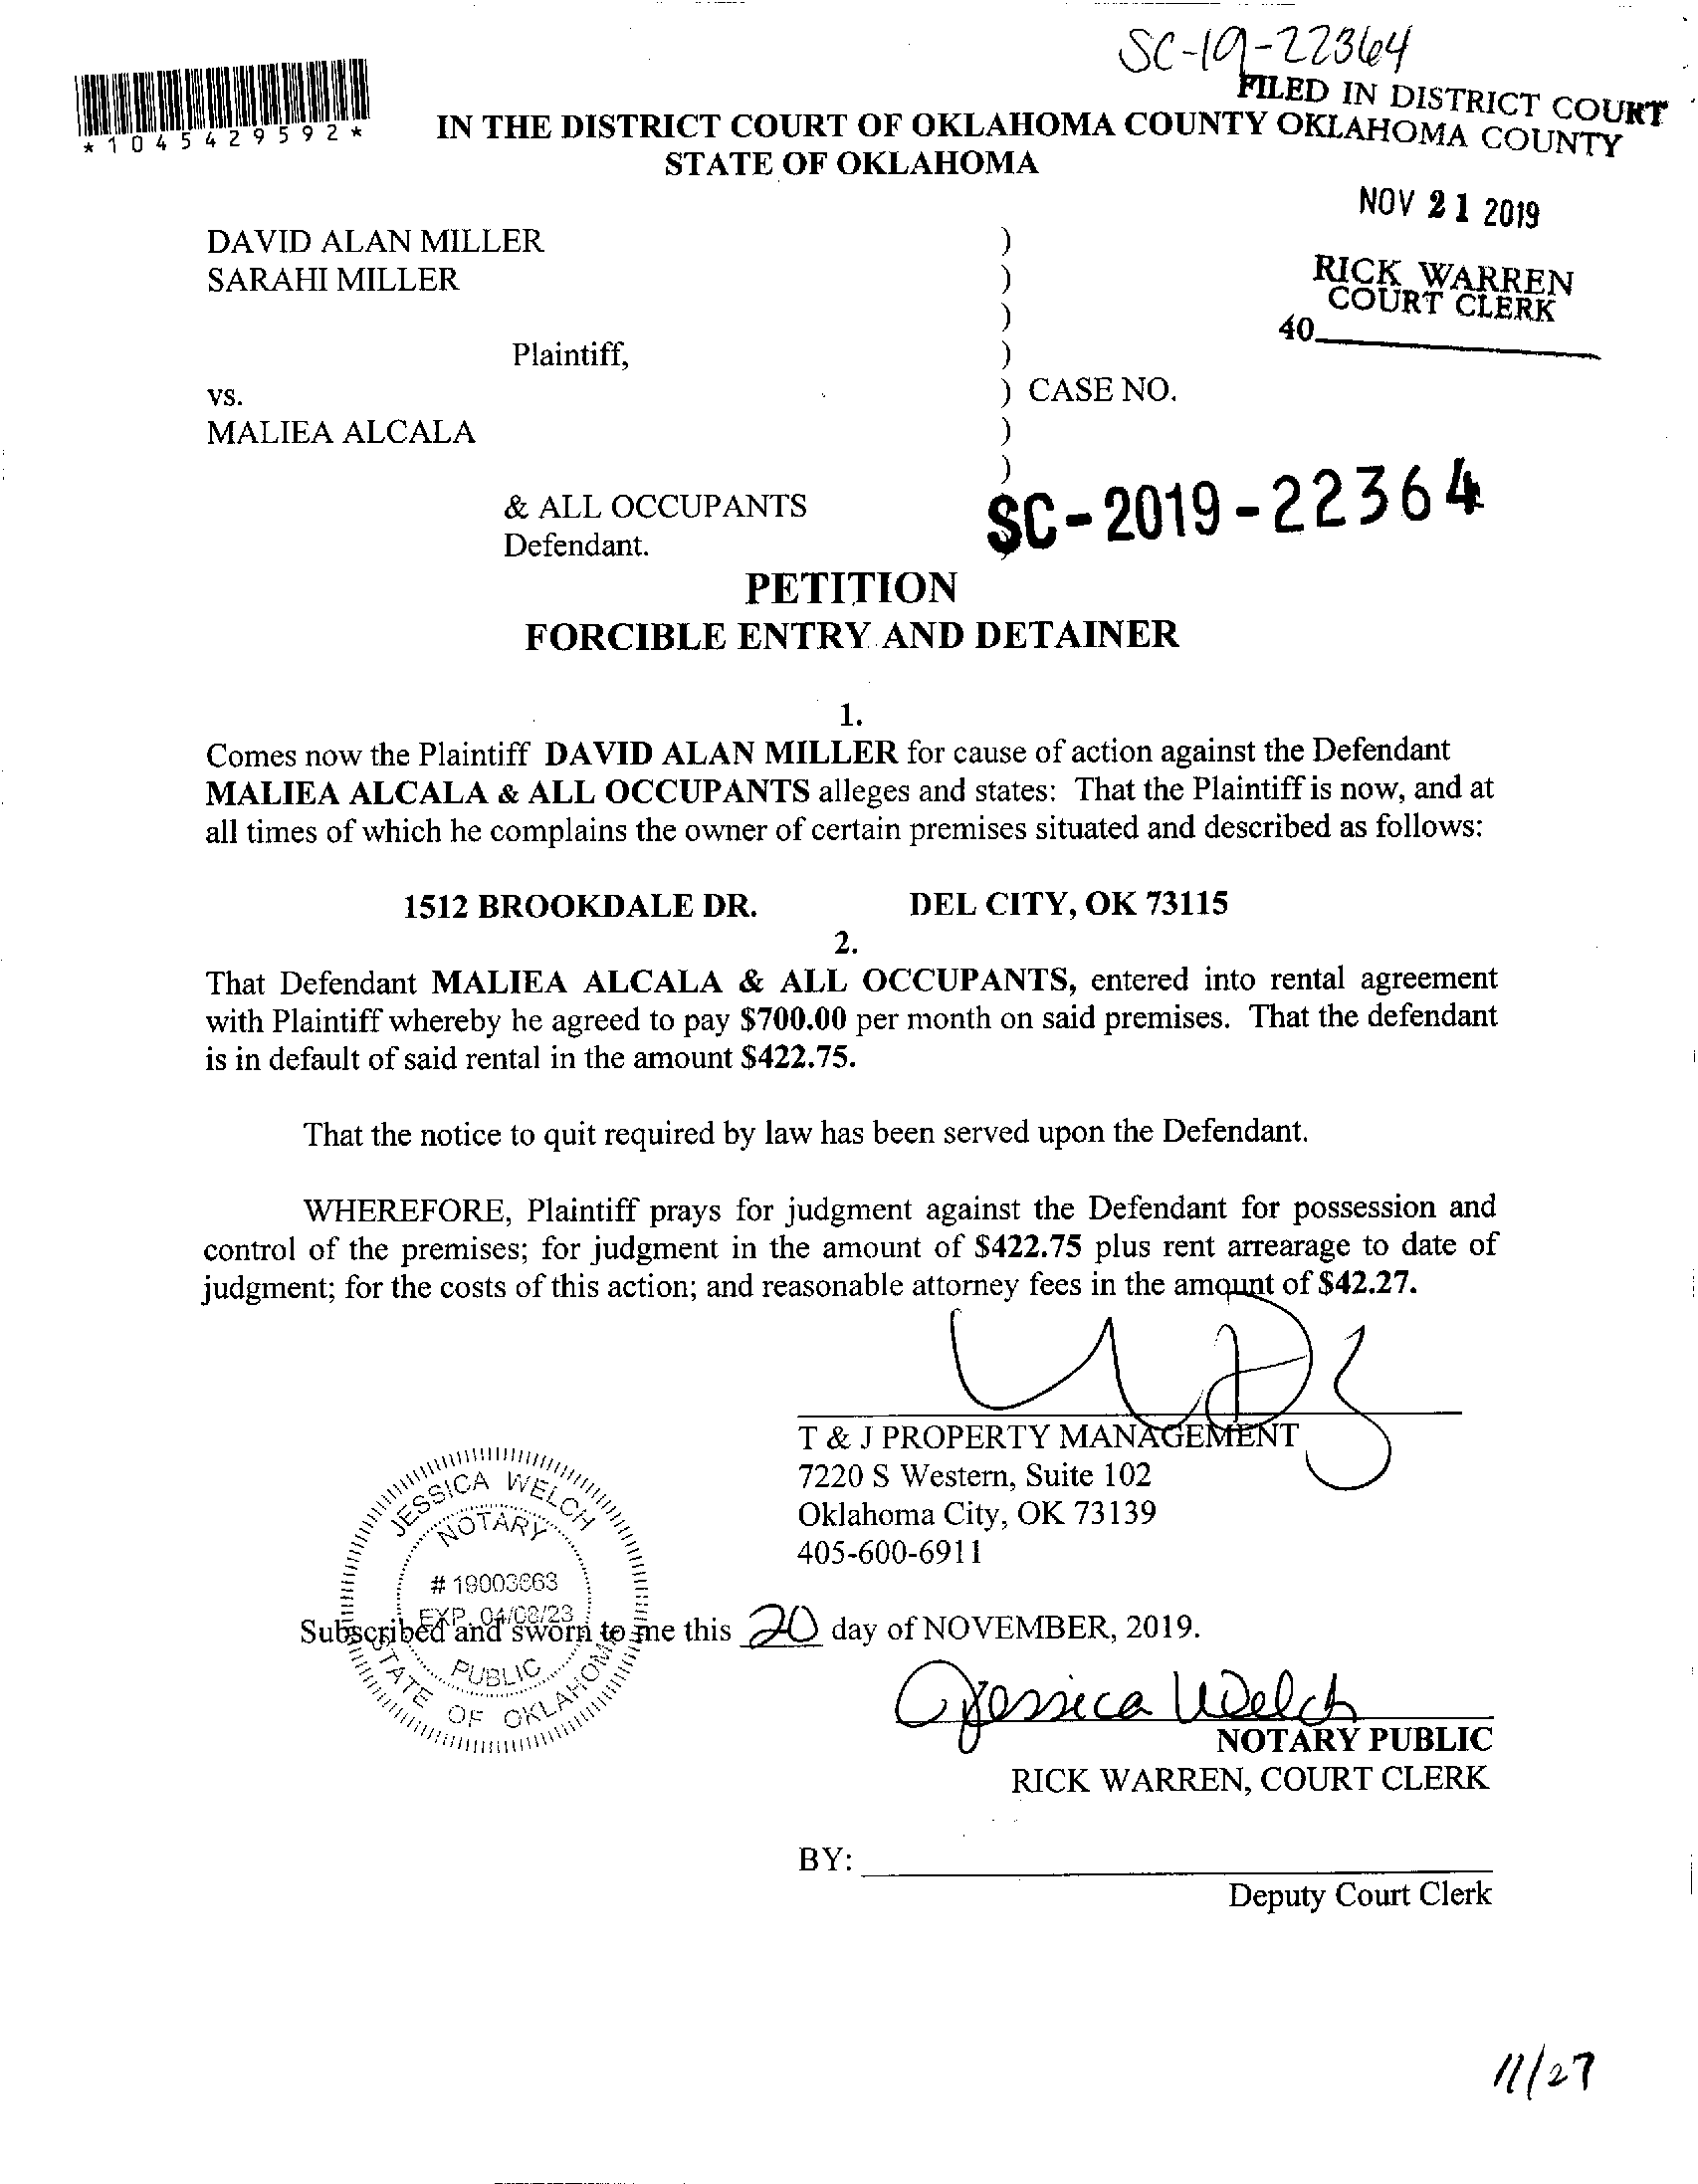 SC-19-22364
FILED IN DISTRICT COURT
OKLAHOMA COUNTY
*1045429592*
IN THE DISTRICT COURT OF OKLAHOMA COUNTY
STATE OF OKLAHOMA
NOV 21 2019
RICK WARREN
COURT CLERK
40
DAVID ALAN MILLER )
SARAHI MILLER )
)
Plaintiff, )
vs. ) CASE NO.
MALIEA ALCALA )
)
& ALL OCCUPANTS
SC-2019-22364
Defendant.
PETITION
FORCIBLE ENTRY AND DETAINER
1.
Comes now the Plaintiff DAVID ALAN MILLER for cause of action against the Defendant
MALIEA ALCALA & ALL OCCUPANTS alleges and states: That the Plaintiff is now, and at
all times of which he complains the owner of certain premises situated and described as follows:
1512 BROOKDALE DR. DEL CITY, OK 73115
2.
That Defendant MALIEA ALCALA & ALL OCCUPANTS, entered into rental agreement
with Plaintiff whereby he agreed to pay $700.00 per month on said premises. That the defendant
is in default of said rental in the amount $422.75.
That the notice to quit required by law has been served upon the Defendant.
WHEREFORE, Plaintiff prays for judgment against the Defendant for possession and
control of the premises; for judgment in the amount of $422.75 plus rent arrearage to date of
judgment; for the costs of this action; and reasonable attorney fees in the amount of $42.27.
T & J PROPERTY MANAGEMENT
7220 S Western, Suite 102
Oklahoma City, OK 73139
405-600-6911
JESSICA WELCH
NOTARY
EXP.
PUBLIC
STATE OF OKLAHOMA
Subscribed and sworn to me this 20 day of NOVEMBER, 2019.
Jessica Welch
NOTARY PUBLIC
RICK WARREN, COURT CLERK
BY:
Deputy Court Clerk
11/27